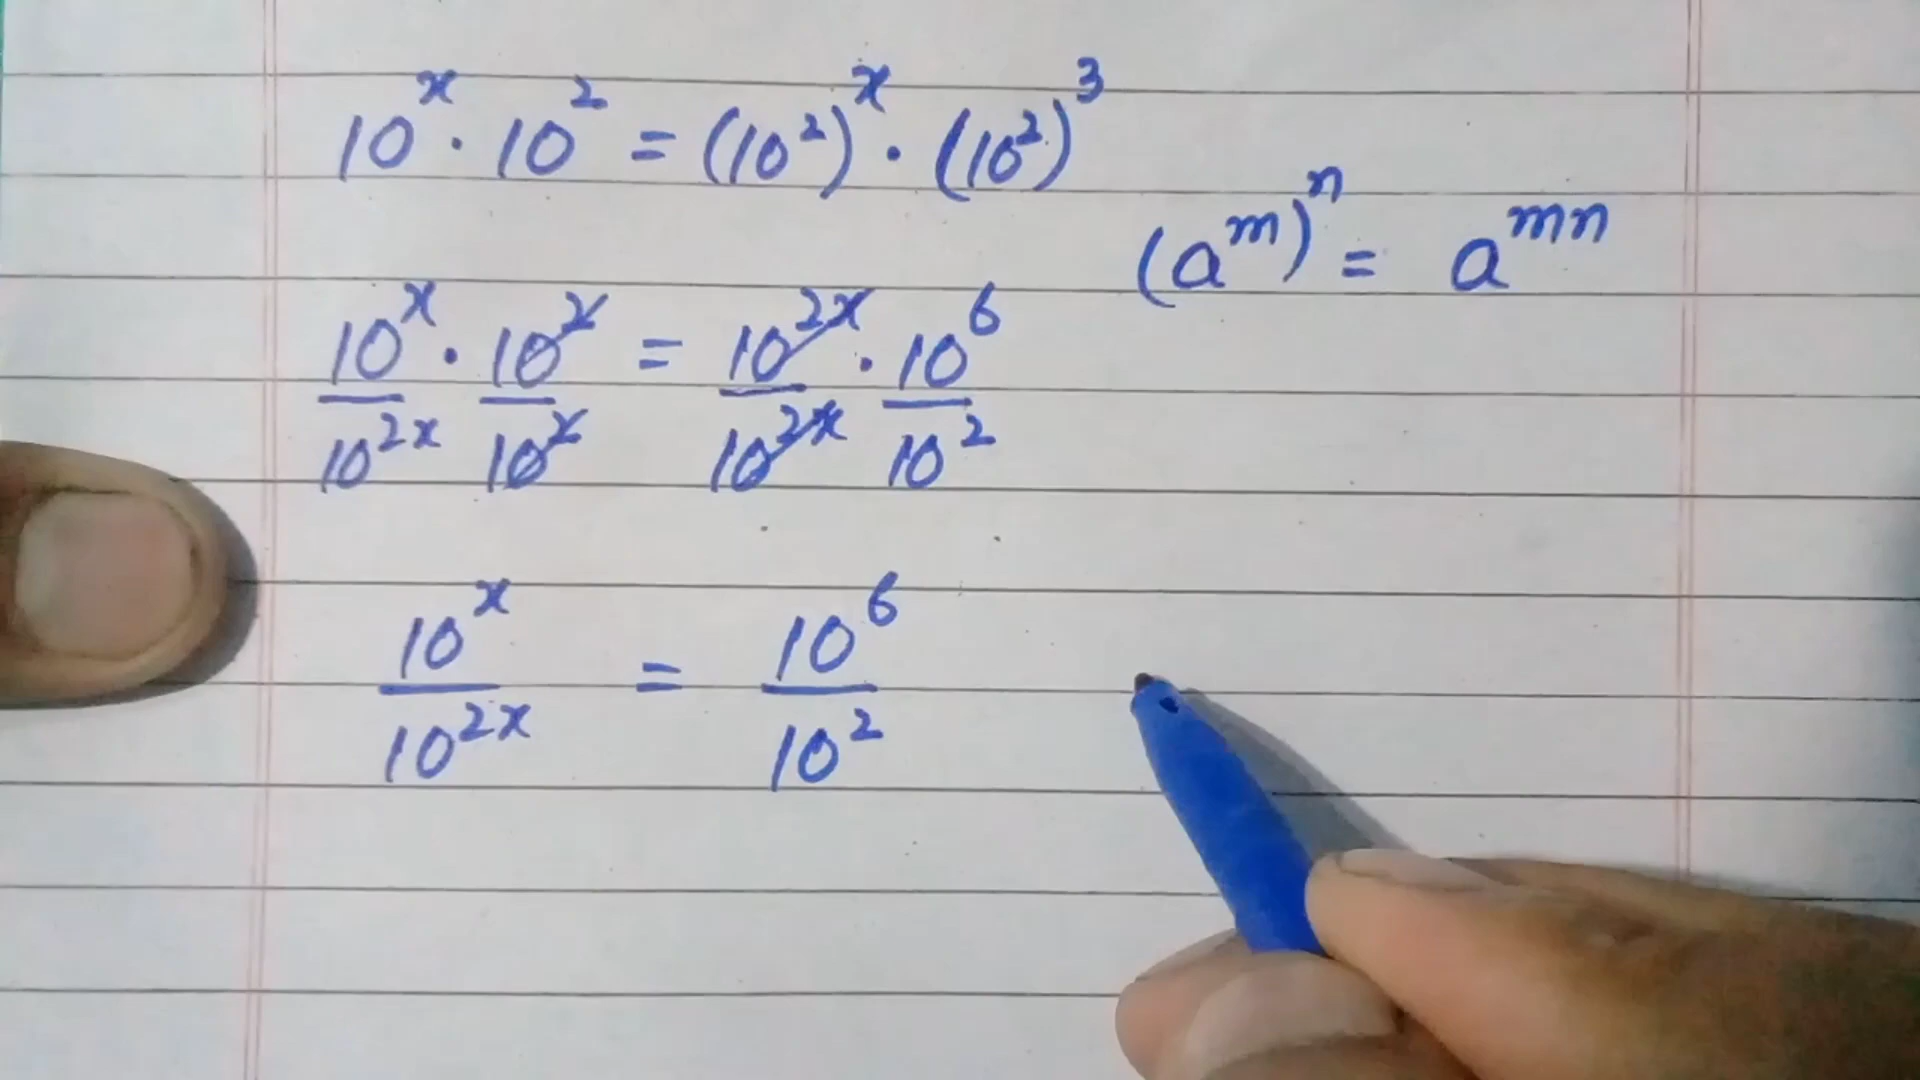 10^x · 10^2 = (10^2)^x · (10^2)^3
(a^m)^n = a^mn
10^x/10^2x · 10^2/10^2 = 10^2x/10^2x · 10^6/10^2
10^x/10^2x = 10^6/10^2